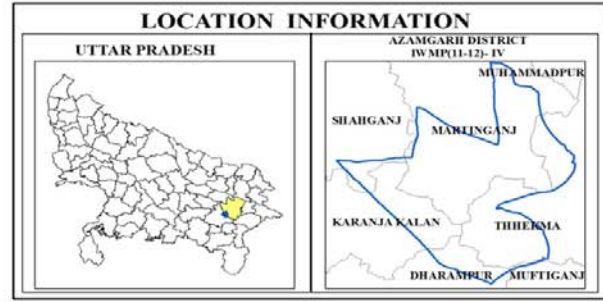 LOCATION INFORMATION
UTTAR PRADESH
AZAMGARH DISTRICT
IWMP(11-12)- IV
MUHAMMADPUR
SHAHGANJ
MARTINGANJ
KARANJA KALAN
THHEKMA
DHARAMPUR
MUFTIGANJ